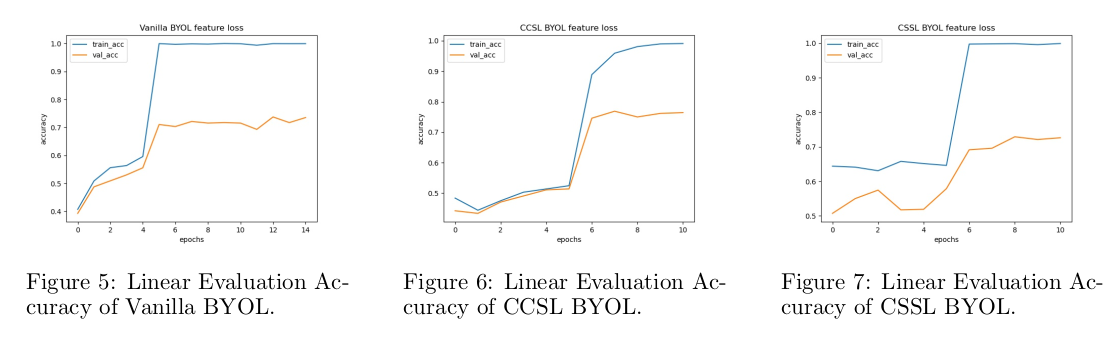 Vanilla BYOL feature loss
train_acc
val_acc
1.0
0.9
0.8
0.7
0.6
0.5
0.4
accuracy
0 2 4 6 8 10 12 14
epochs
Figure 5: Linear Evaluation Ac-
curacy of Vanilla BYOL.
CCSL BYOL feature loss
train_acc
val_acc
1.0
0.9
0.8
0.7
0.6
0.5
accuracy
0 2 4 6 8 10
epochs
Figure 6: Linear Evaluation Ac-
curacy of CCSL BYOL.
CSSL BYOL feature loss
train_acc
val_acc
1.0
0.9
0.8
0.7
0.6
0.5
accuracy
0 2 4 6 8 10
epochs
Figure 7: Linear Evaluation Ac-
curacy of CSSL BYOL.